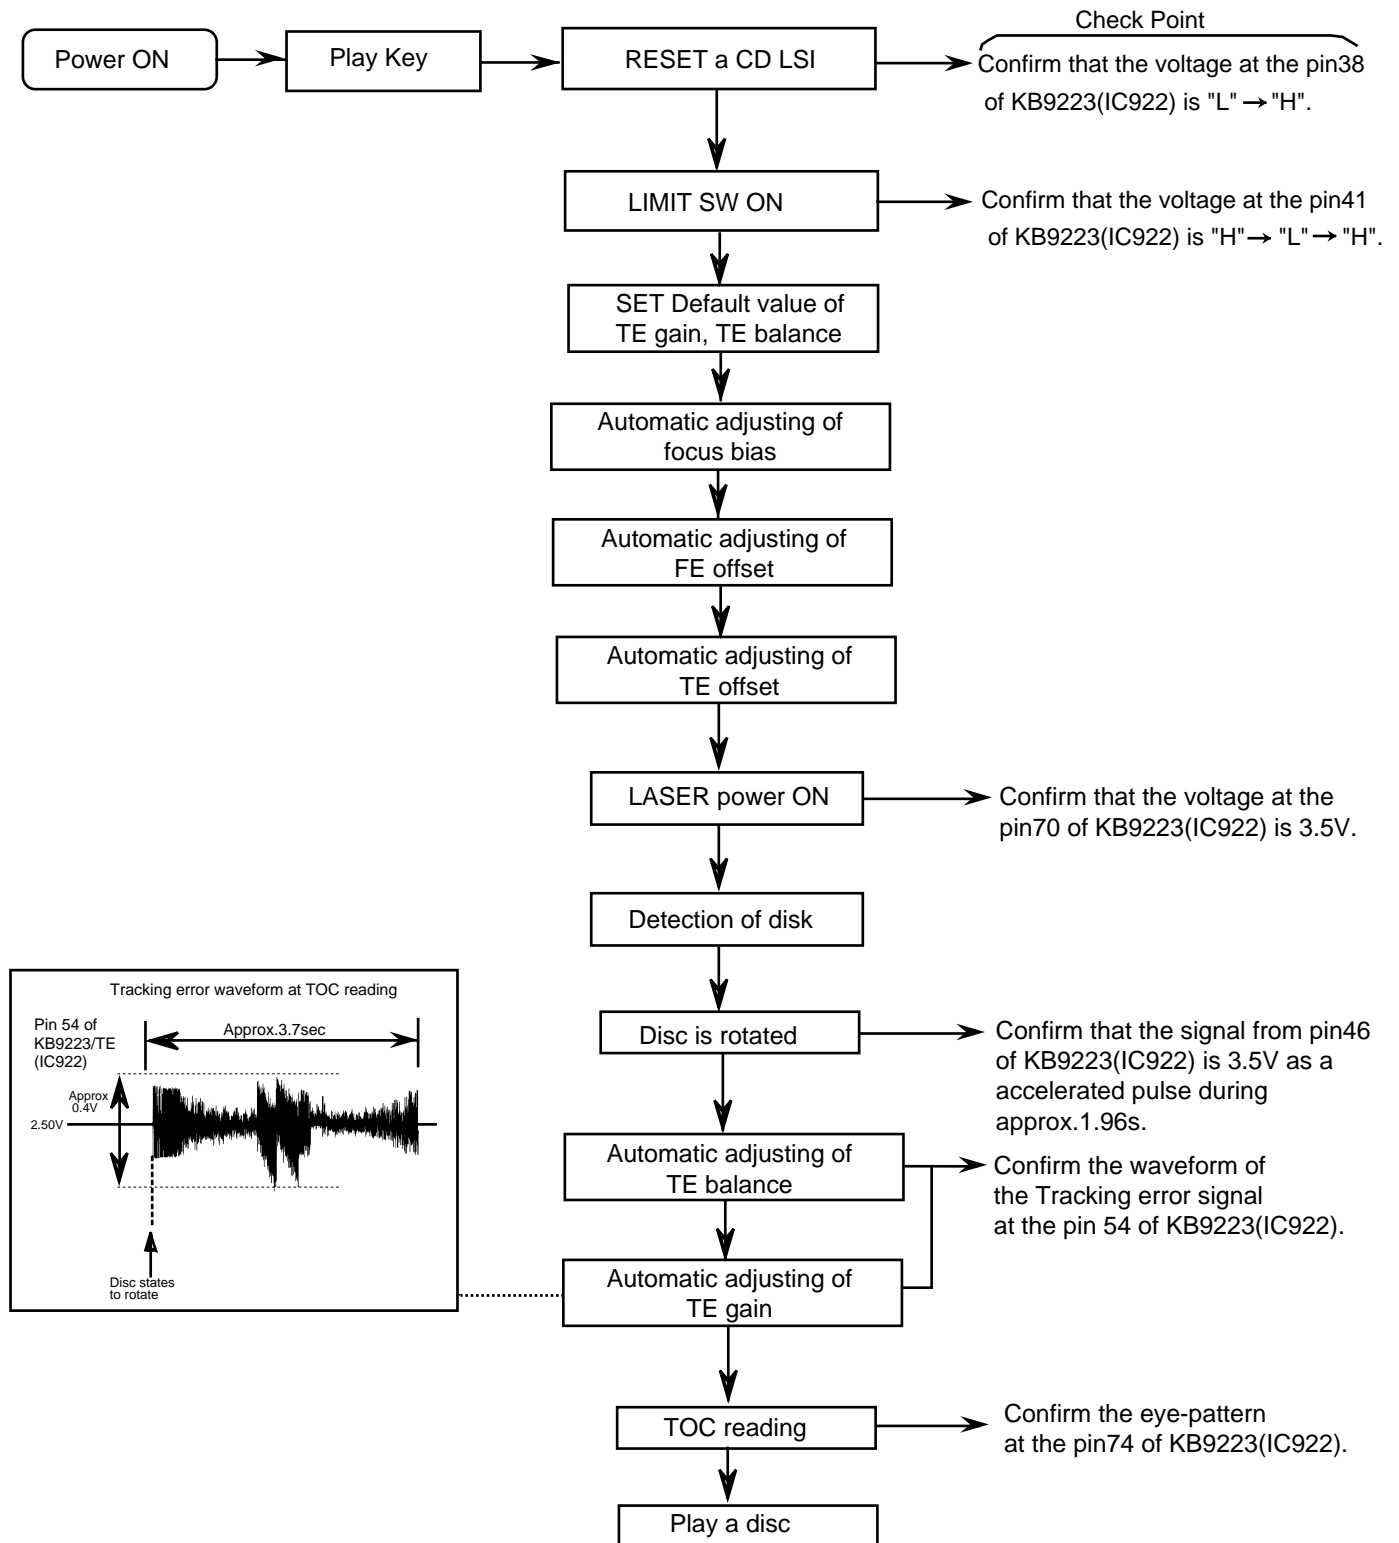 Check Point
Power ON
Play Key
RESET a CD LSI
Confirm that the voltage at the pin38
of KB9223(IC922) is "L" → "H".
LIMIT SW ON
Confirm that the voltage at the pin41
of KB9223(IC922) is "H" → "L" → "H".
SET Default value of
TE gain, TE balance
Automatic adjusting of
focus bias
Automatic adjusting of
FE offset
Automatic adjusting of
TE offset
LASER power ON
Confirm that the voltage at the
pin70 of KB9223(IC922) is 3.5V.
Detection of disk
Disc is rotated
Confirm that the signal from pin46
of KB9223(IC922) is 3.5V as a
accelerated pulse during
approx.1.96s.
Automatic adjusting of
TE balance
Confirm the waveform of
the Tracking error signal
at the pin 54 of KB9223(IC922).
Automatic adjusting of
TE gain
Tracking error waveform at TOC reading
Pin 54 of
KB9223/TE
(IC922)
Approx.3.7sec
Approx
0.4V
2.50V
Disc states
to rotate
TOC reading
Confirm the eye-pattern
at the pin74 of KB9223(IC922).
Play a disc